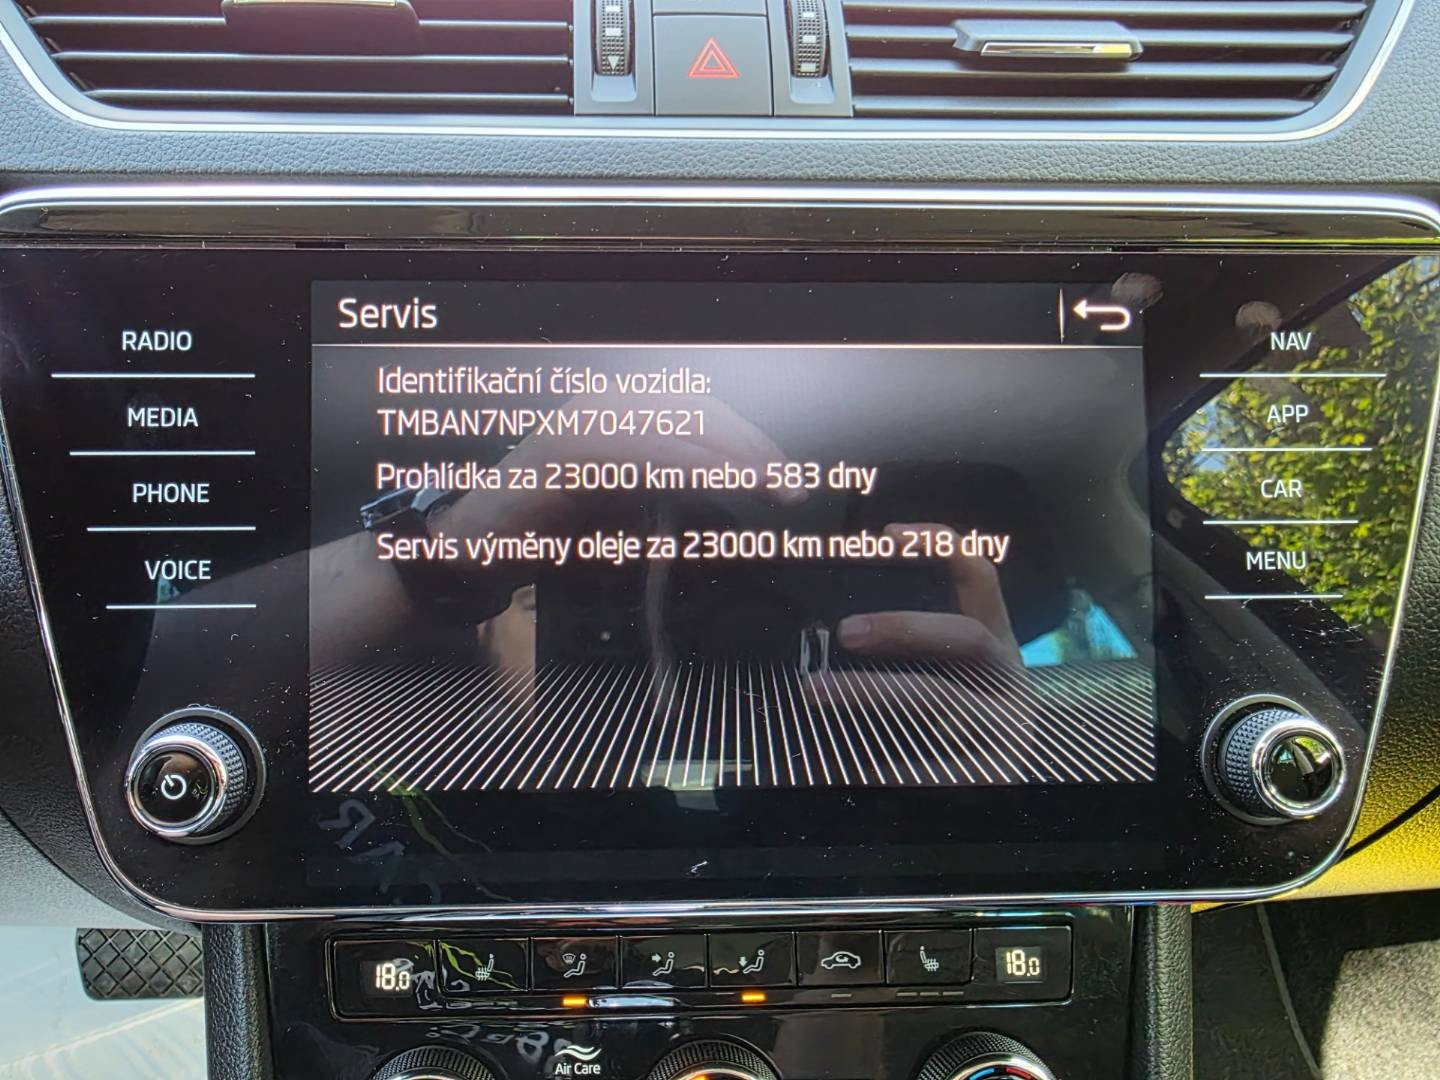 Servis
RADIO
MEDIA
PHONE
VOICE
Identifikační číslo vozidla:
TMBAN7NPXM7047621
Prohlídka za 23000 km nebo 583 dny
Servis výměny oleje za 23000 km nebo 218 dny
NAV
APP
CAR
MENU
18.0
18.0
Air Care